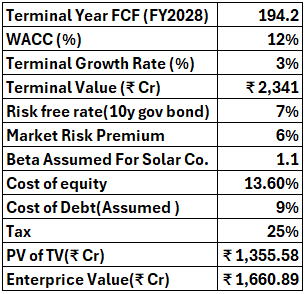 Terminal Year FCF (FY2028) 194.2
WACC (%) 12%
Terminal Growth Rate (%) 3%
Terminal Value (₹ Cr) ₹ 2,341
Risk free rate(10y gov bond) 7%
Market Risk Premium 6%
Beta Assumed For Solar Co. 1.1
Cost of equity 13.60%
Cost of Debt(Assumed ) 9%
Tax 25%
PV of TV(₹ Cr) ₹ 1,355.58
Enterprice Value(₹ Cr) ₹ 1,660.89